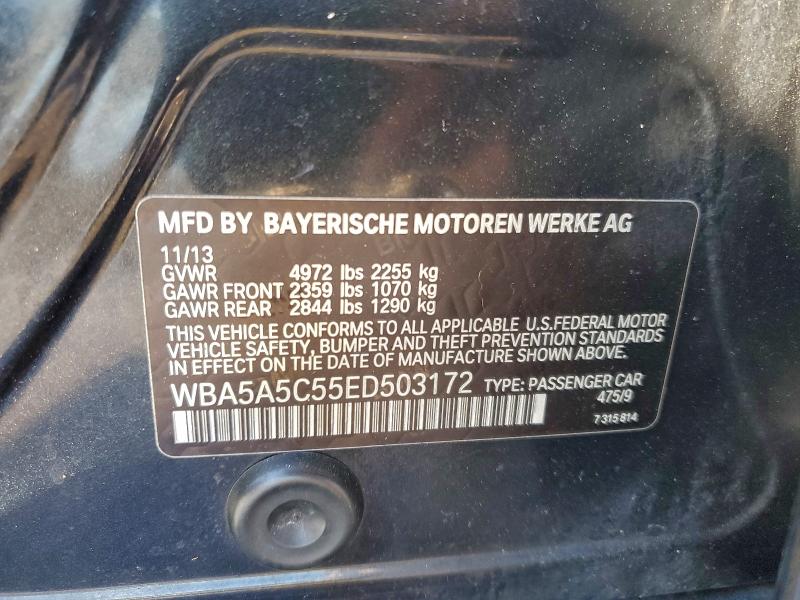 MFD BY BAYERISCHE MOTOREN WERKE AG
11/13
GVWR 4972 lbs 2255 kg
GAWR FRONT 2359 lbs 1070 kg
GAWR REAR 2844 lbs 1290 kg
THIS VEHICLE CONFORMS TO ALL APPLICABLE U.S.FEDERAL MOTOR
VEHICLE SAFETY, BUMPER AND THEFT PREVENTION STANDARDS
IN EFFECT ON THE DATE OF MANUFACTURE SHOWN ABOVE.
WBA5A5C55ED503172 TYPE: PASSENGER CAR
475/9
7 315 814